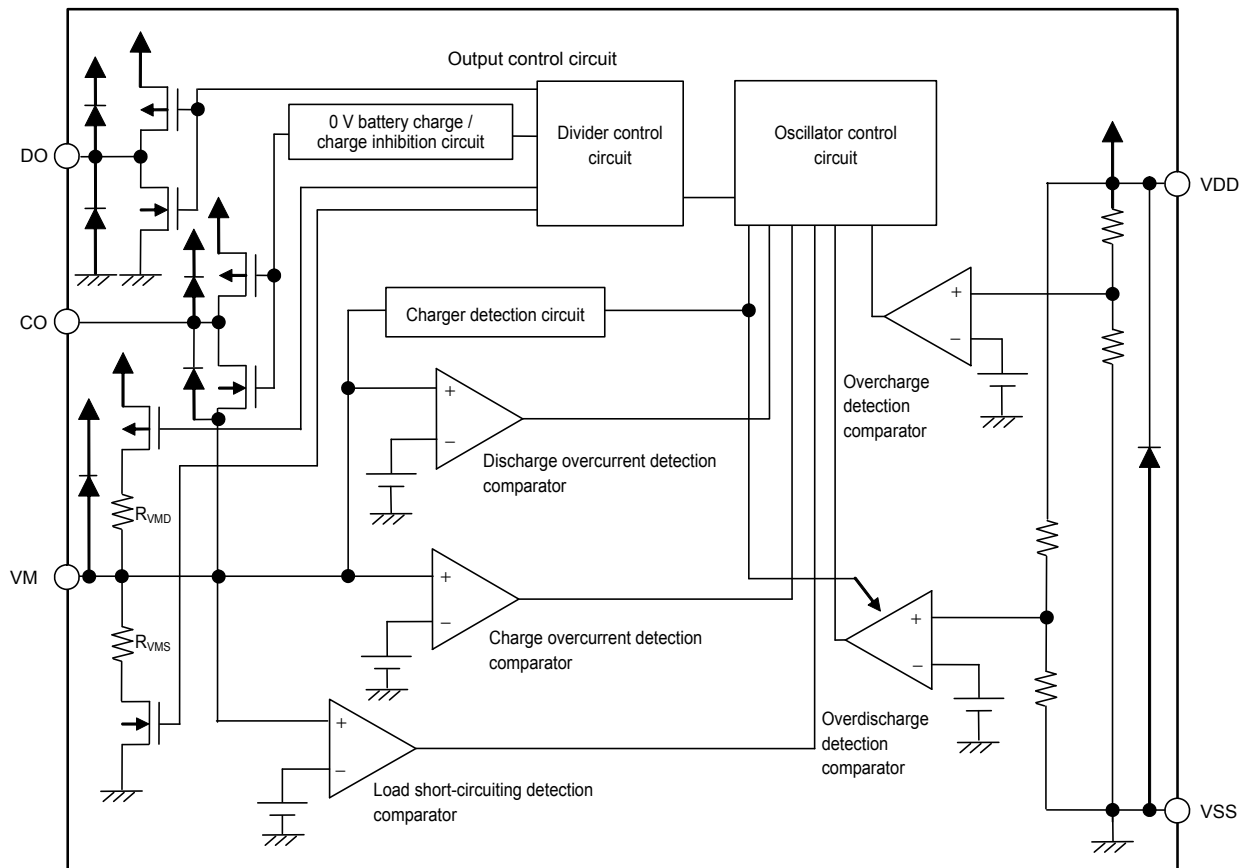 Output control circuit
0 V battery charge /
charge inhibition circuit
Divider control
circuit
Oscillator control
circuit
DO
VDD
CO
Charger detection circuit
+
−
Overcharge
detection
comparator
+
−
Discharge overcurrent detection
comparator
RVMD
VM
+
−
Charge overcurrent detection
comparator
+
−
Overdischarge
detection
comparator
RVMS
+
−
Load short-circuiting detection
comparator
VSS